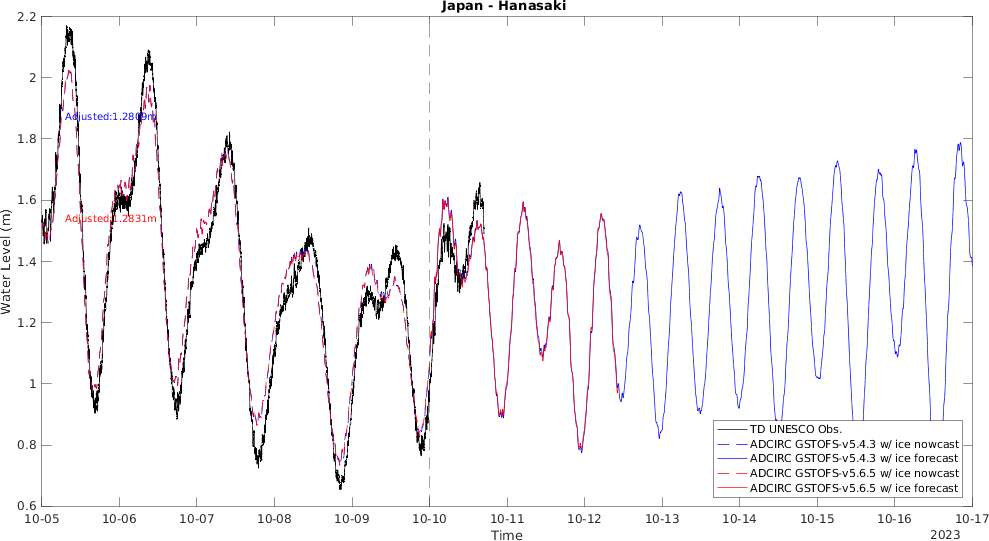 Japan - Hanasaki
2.2
2
1.8
1.6
1.4
1.2
1
0.8
0.6
Water Level (m)
Adjusted:1.2809m
Adjusted:1.2831m
TD UNESCO Obs.
ADCIRC GSTOFS-v5.4.3 w/ ice nowcast
ADCIRC GSTOFS-v5.4.3 w/ ice forecast
ADCIRC GSTOFS-v5.6.5 w/ ice nowcast
ADCIRC GSTOFS-v5.6.5 w/ ice forecast
10-05 10-06 10-07 10-08 10-09 10-10 10-11 10-12 10-13 10-14 10-15 10-16 10-17
Time
2023